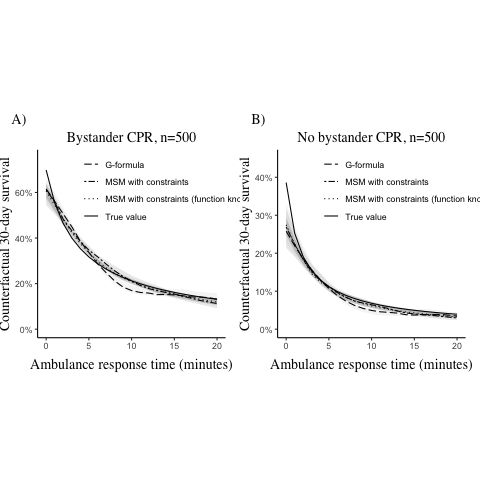 A)
Bystander CPR, n=500
Counterfactual 30-day survival
60%
40%
20%
0%
G-formula
MSM with constraints
MSM with constraints (function kno
True value
0
5
10
15
20
Ambulance response time (minutes)
B)
No bystander CPR, n=500
Counterfactual 30-day survival
40%
30%
20%
10%
0%
G-formula
MSM with constraints
MSM with constraints (function kno
True value
0
5
10
15
20
Ambulance response time (minutes)